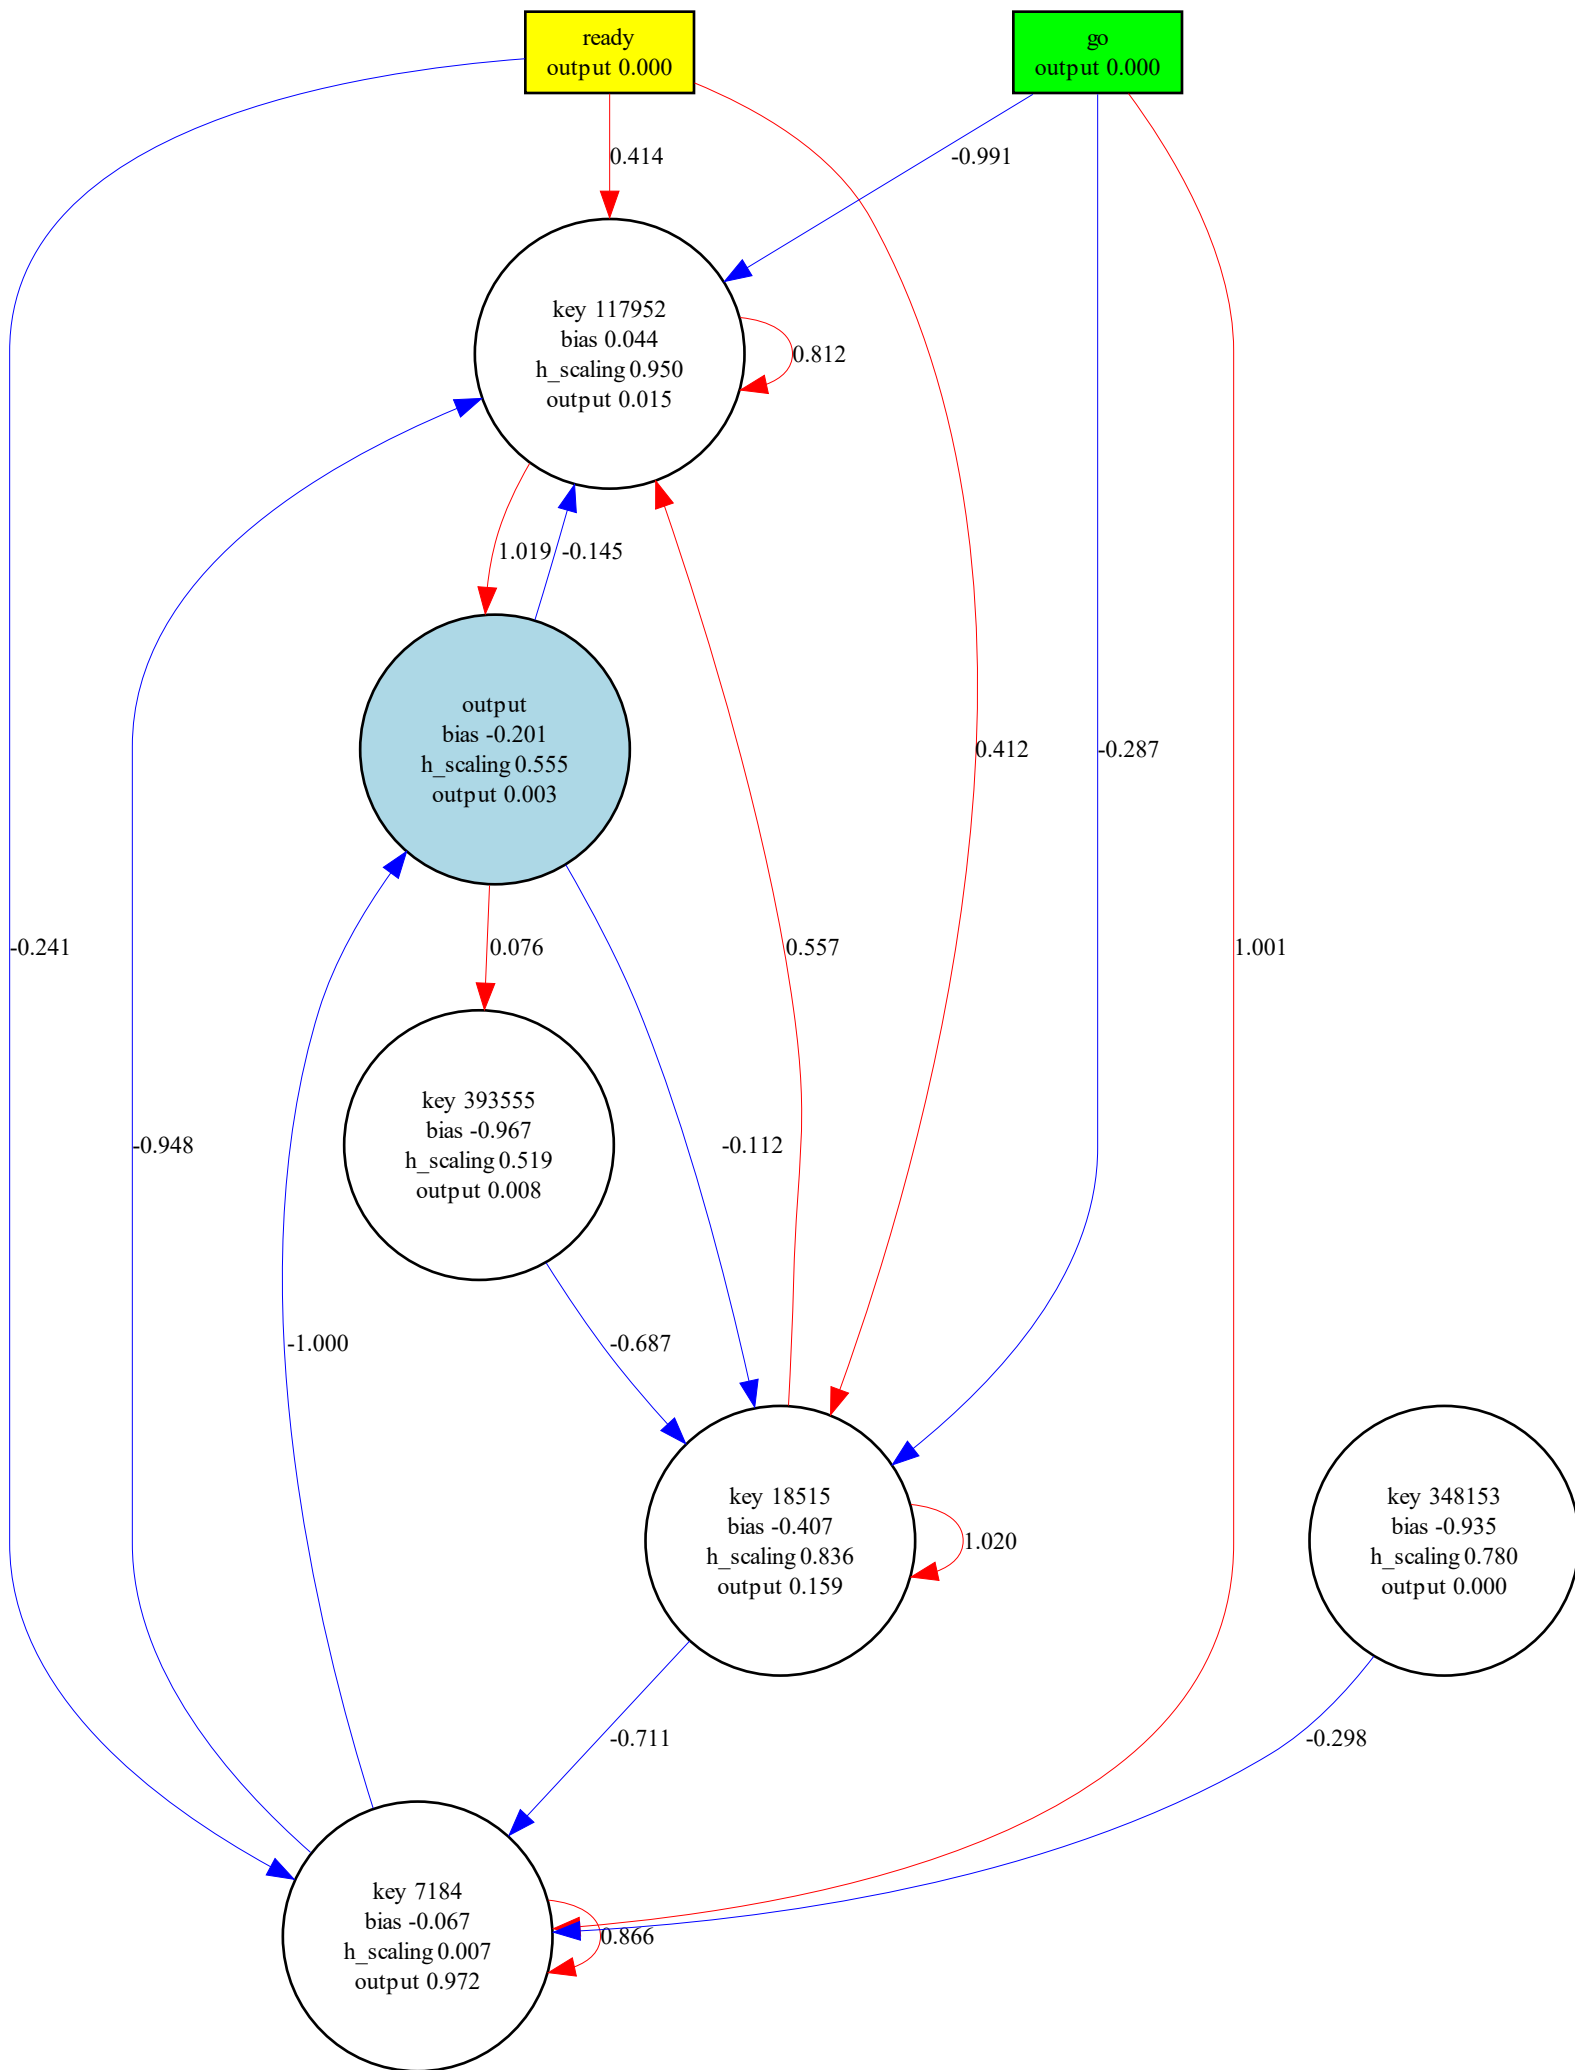 ready
output 0.000
go
output 0.000
0.414
-0.991
key 117952
bias 0.044
h_scaling 0.950
output 0.015
0.812
1.019
-0.145
output
bias -0.201
h_scaling 0.555
output 0.003
0.412
-0.287
-0.241
0.076
0.557
1.001
key 393555
bias -0.967
h_scaling 0.519
output 0.008
-0.948
-0.112
-1.000
-0.687
key 18515
bias -0.407
h_scaling 0.836
output 0.159
1.020
key 348153
bias -0.935
h_scaling 0.780
output 0.000
-0.711
-0.298
key 7184
bias -0.067
h_scaling 0.007
output 0.972
0.866